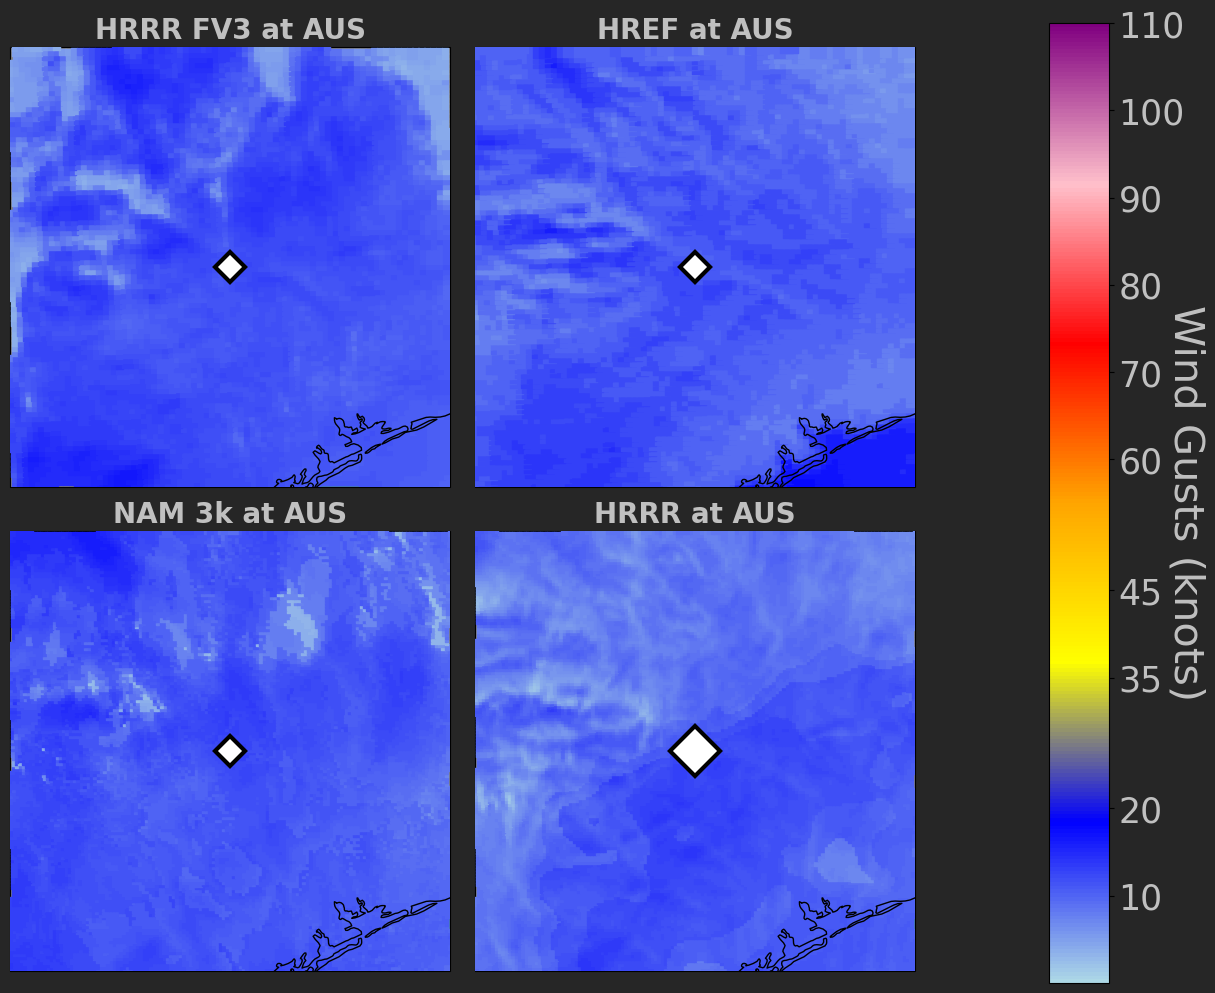 HRRR FV3 at AUS
HREF at AUS
NAM 3k at AUS
HRRR at AUS
110
100
90
80
70
60
45
35
20
10
Wind Gusts (knots)